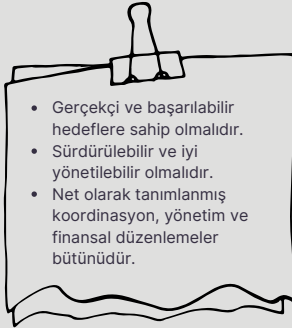 • Gerçekçi ve başarılabilir
hedeflere sahip olmalıdır.
• Sürdürülebilir ve iyi
yönetilebilir olmalıdır.
• Net olarak tanımlanmış
koordinasyon, yönetim ve
finansal düzenlemeler
bütünüdür.